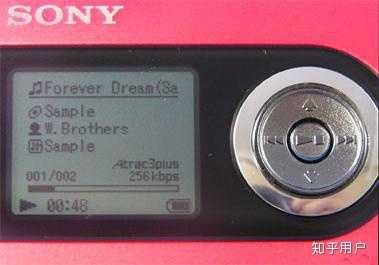 SONY
Forever Dream(Sa
Sample
W.Brothers
Sample
Atrac3plus
001/002 256kbps
00:48
知乎用户